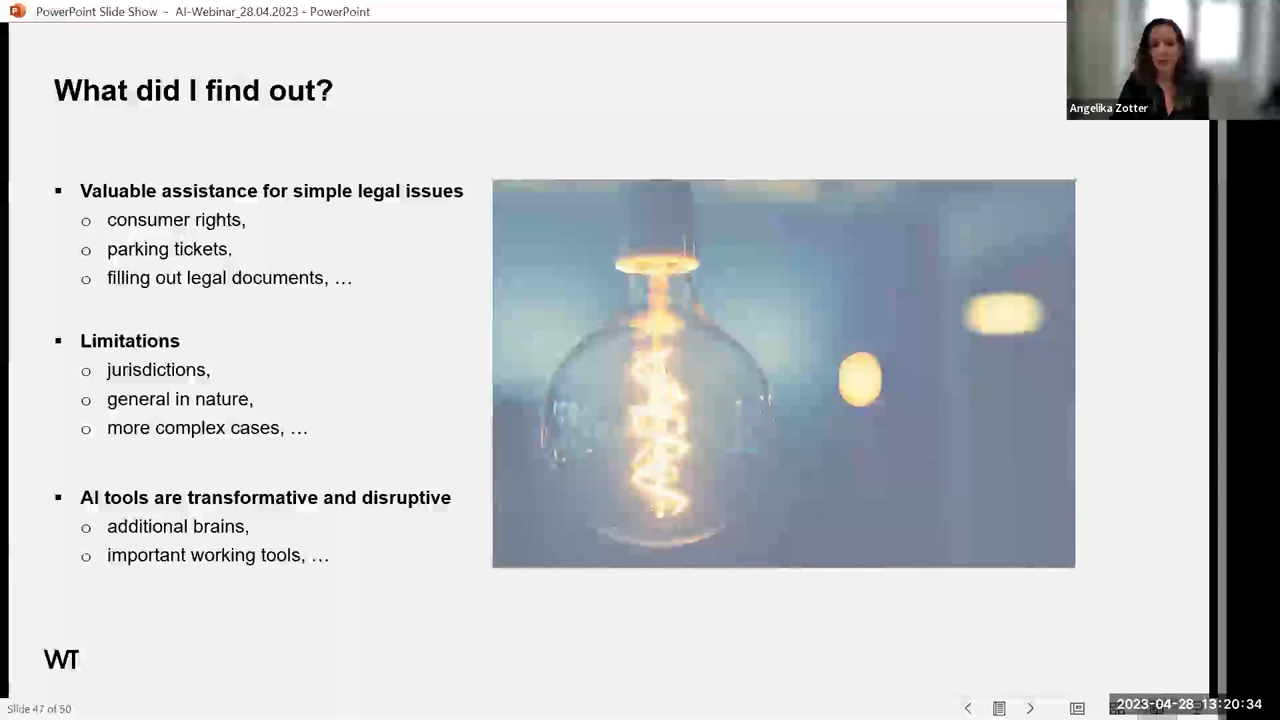 PowerPoint Slide Show - AI-Webinar_28.04.2023 - PowerPoint
Angelika Zotter
What did I find out?
▪ Valuable assistance for simple legal issues
o consumer rights,
o parking tickets,
o filling out legal documents, …
▪ Limitations
o jurisdictions,
o general in nature,
o more complex cases, …
▪ AI tools are transformative and disruptive
o additional brains,
o important working tools, …
WT
Slide 47 of 50
2023-04-28 13:20:34